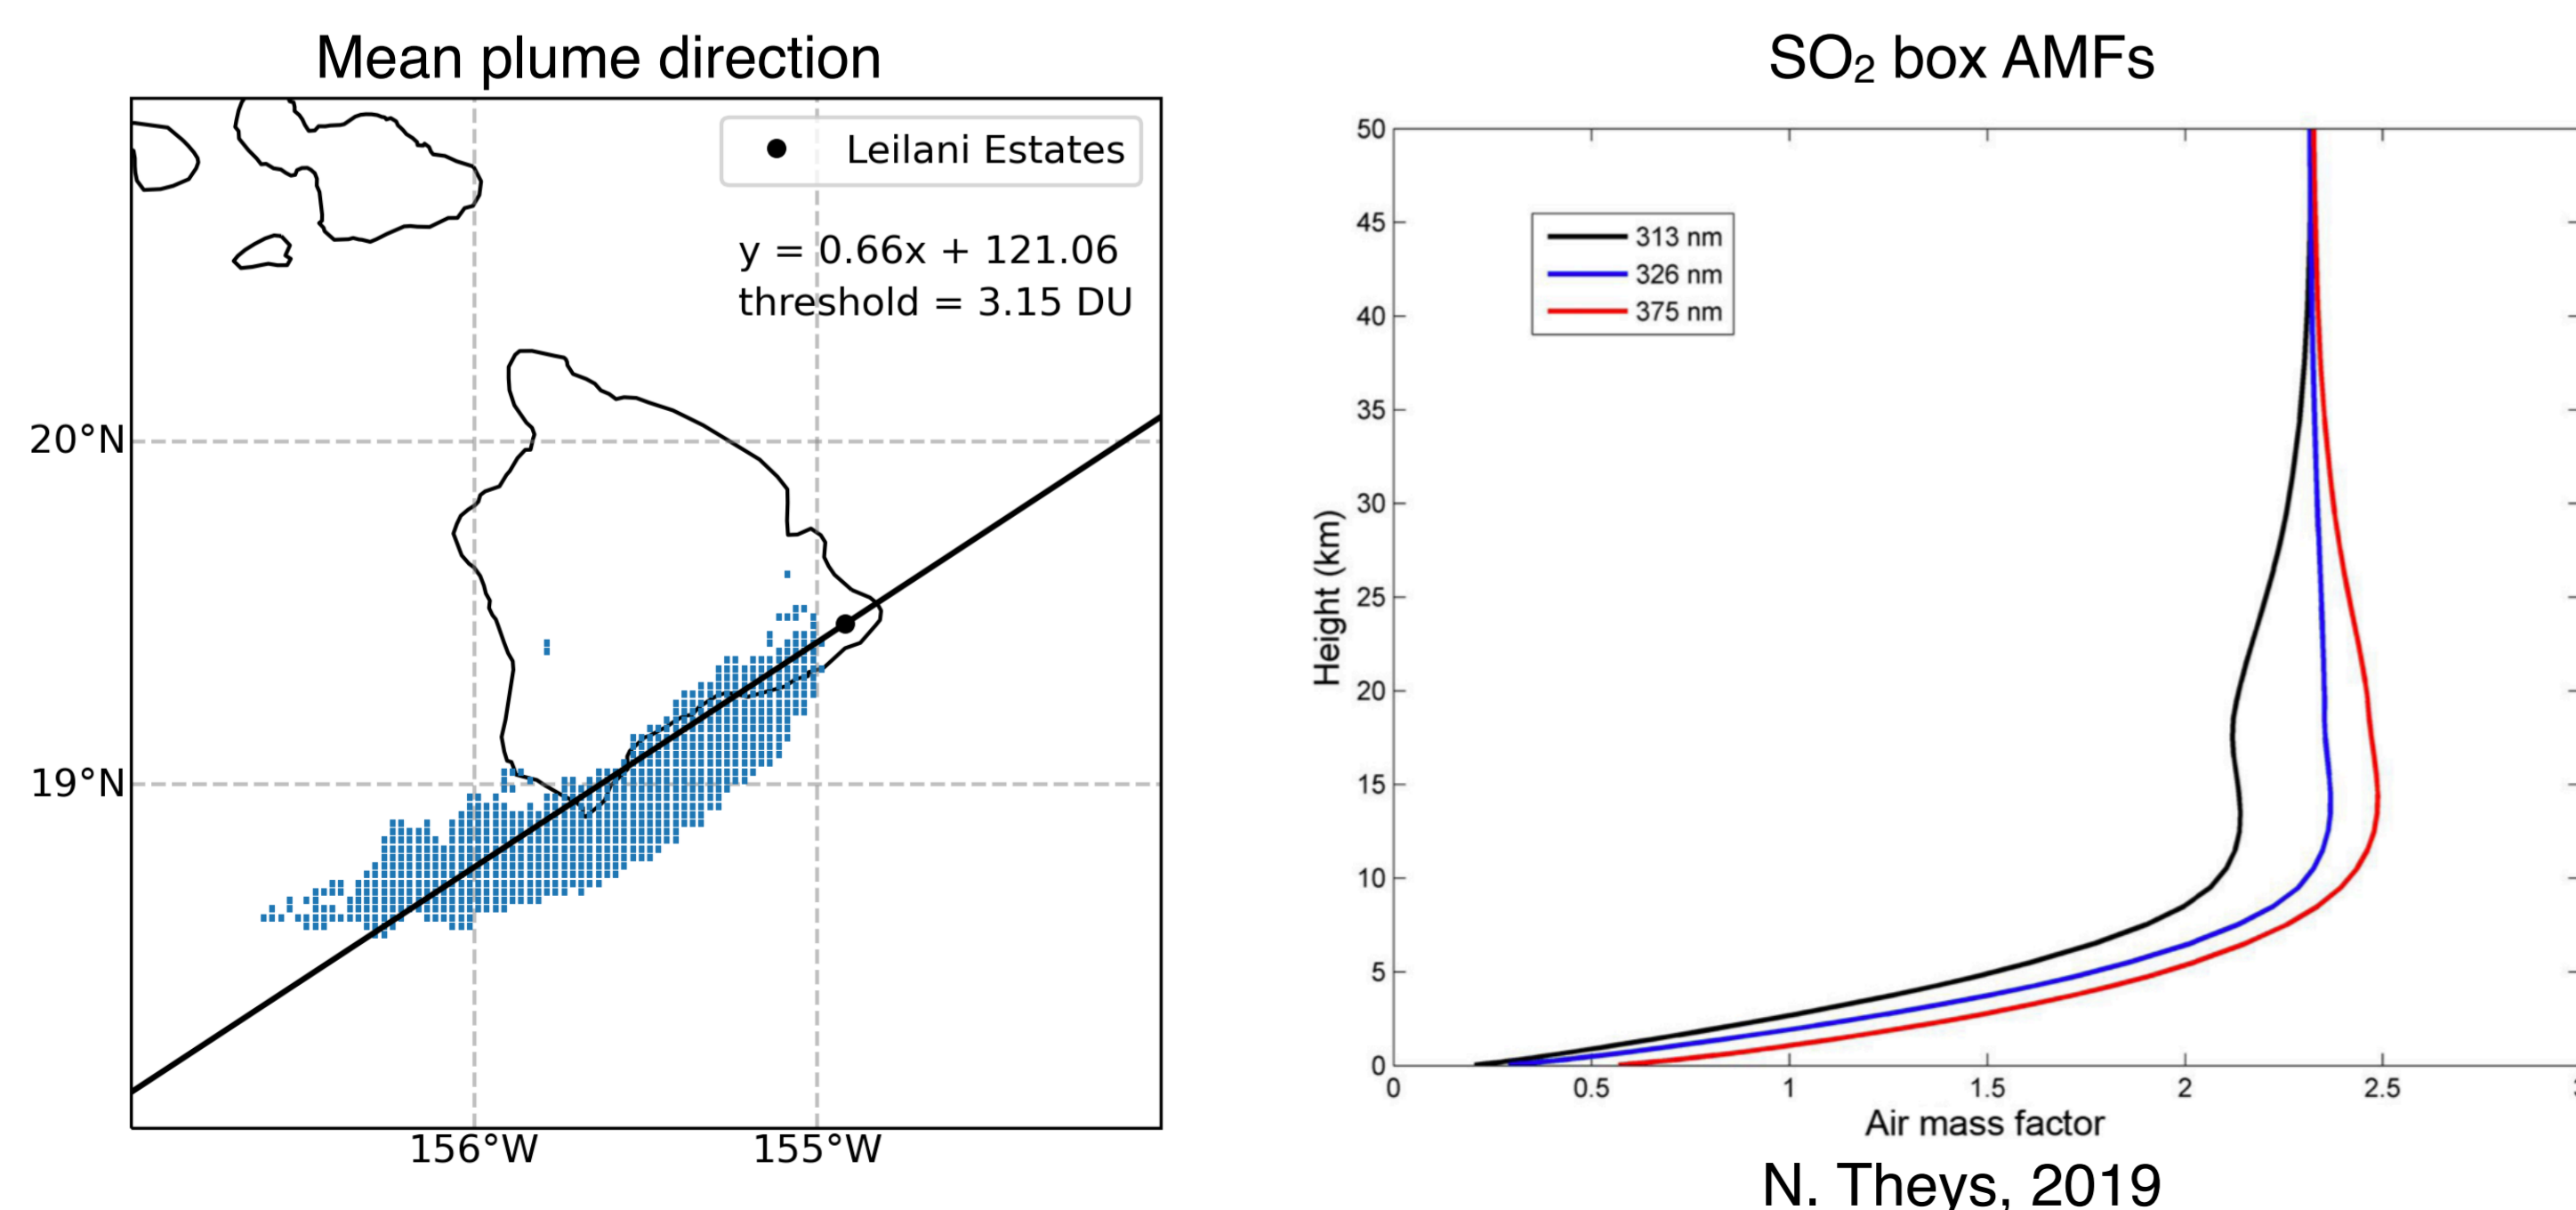 Mean plume direction
Leilani Estates
y = 0.66x + 121.06
threshold = 3.15 DU
20°N
19°N
156°W
155°W
SO₂ box AMFs
50
45
40
35
30
25
20
15
10
5
0
Height (km)
313 nm
326 nm
375 nm
0
0.5
1
1.5
2
2.5
Air mass factor
N. Theys, 2019